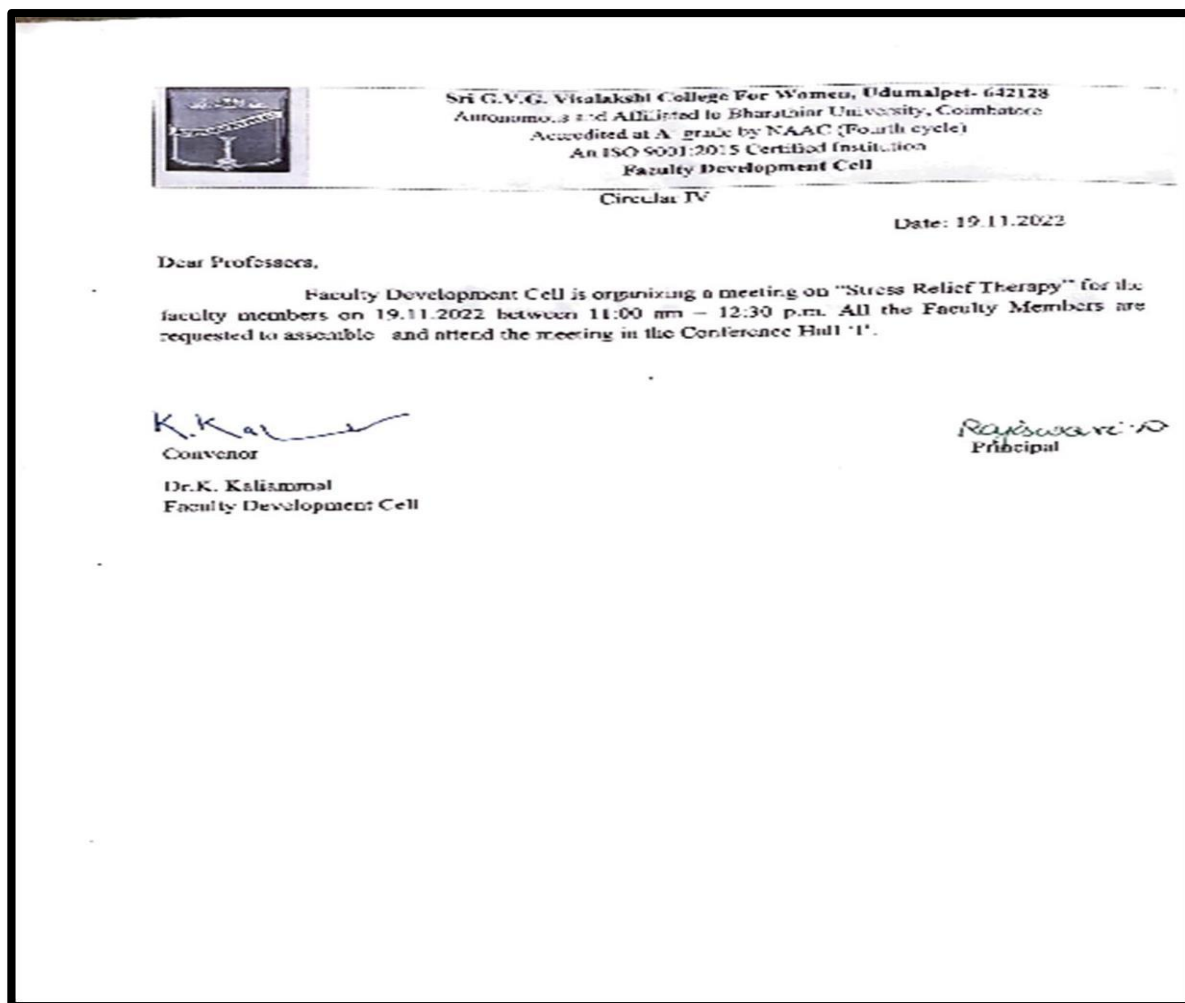 Sri G.V.G. Visalakshi College For Women, Udumalpet- 642128
Autonomous and Affiliated to Bharathiar University, Coimbatore
Accredited at A grade by NAAC (Fourth cycle)
An ISO 9001:2015 Certified Institution
Faculty Development Cell
Circular IV
Date: 19.11.2022
Dear Professors,
Faculty Development Cell is organizing a meeting on "Stress Relief Therapy" for the
faculty members on 19.11.2022 between 11:00 am – 12:30 p.m. All the Faculty Members are
requested to assemble and attend the meeting in the Conference Hall 'I'.
K. Kal
Rajeswari
Convenor
Principal
Dr.K. Kaliammal
Faculty Development Cell